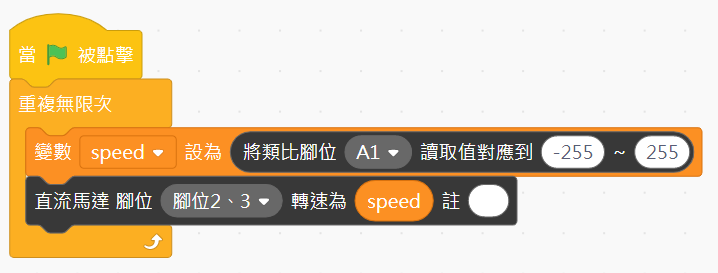 當 被點擊
重複無限次
變數 speed 設為 將類比腳位 A1 讀取值對應到 -255 ~ 255
直流馬達 腳位 腳位2、3 轉速為 speed 註